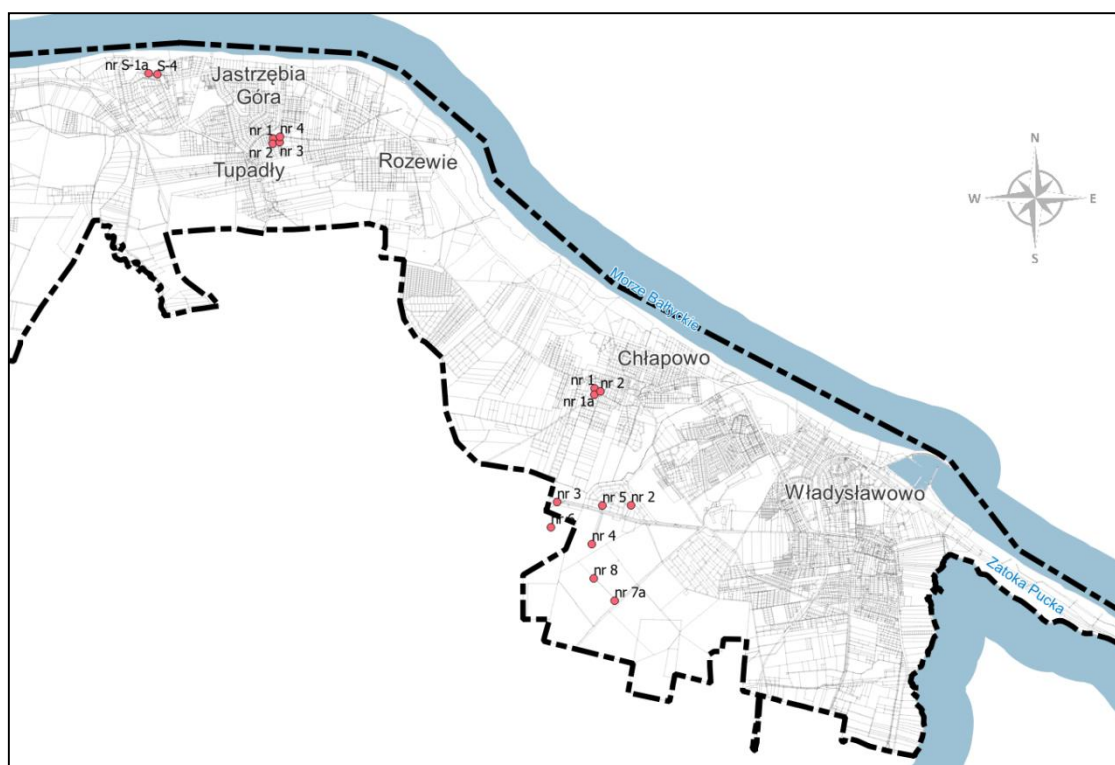 nr S-1a
S-4
Jastrzębia
Góra
nr 1
nr 4
nr 2
nr 3
Tupadły
Rozewie
N
W
E
S
Morze Bałtyckie
Chłapowo
nr 1
nr 2
nr 1a
Władysławowo
nr 3
nr 5
nr 2
nr 6
nr 4
nr 8
nr 7a
Zatoka Pucka